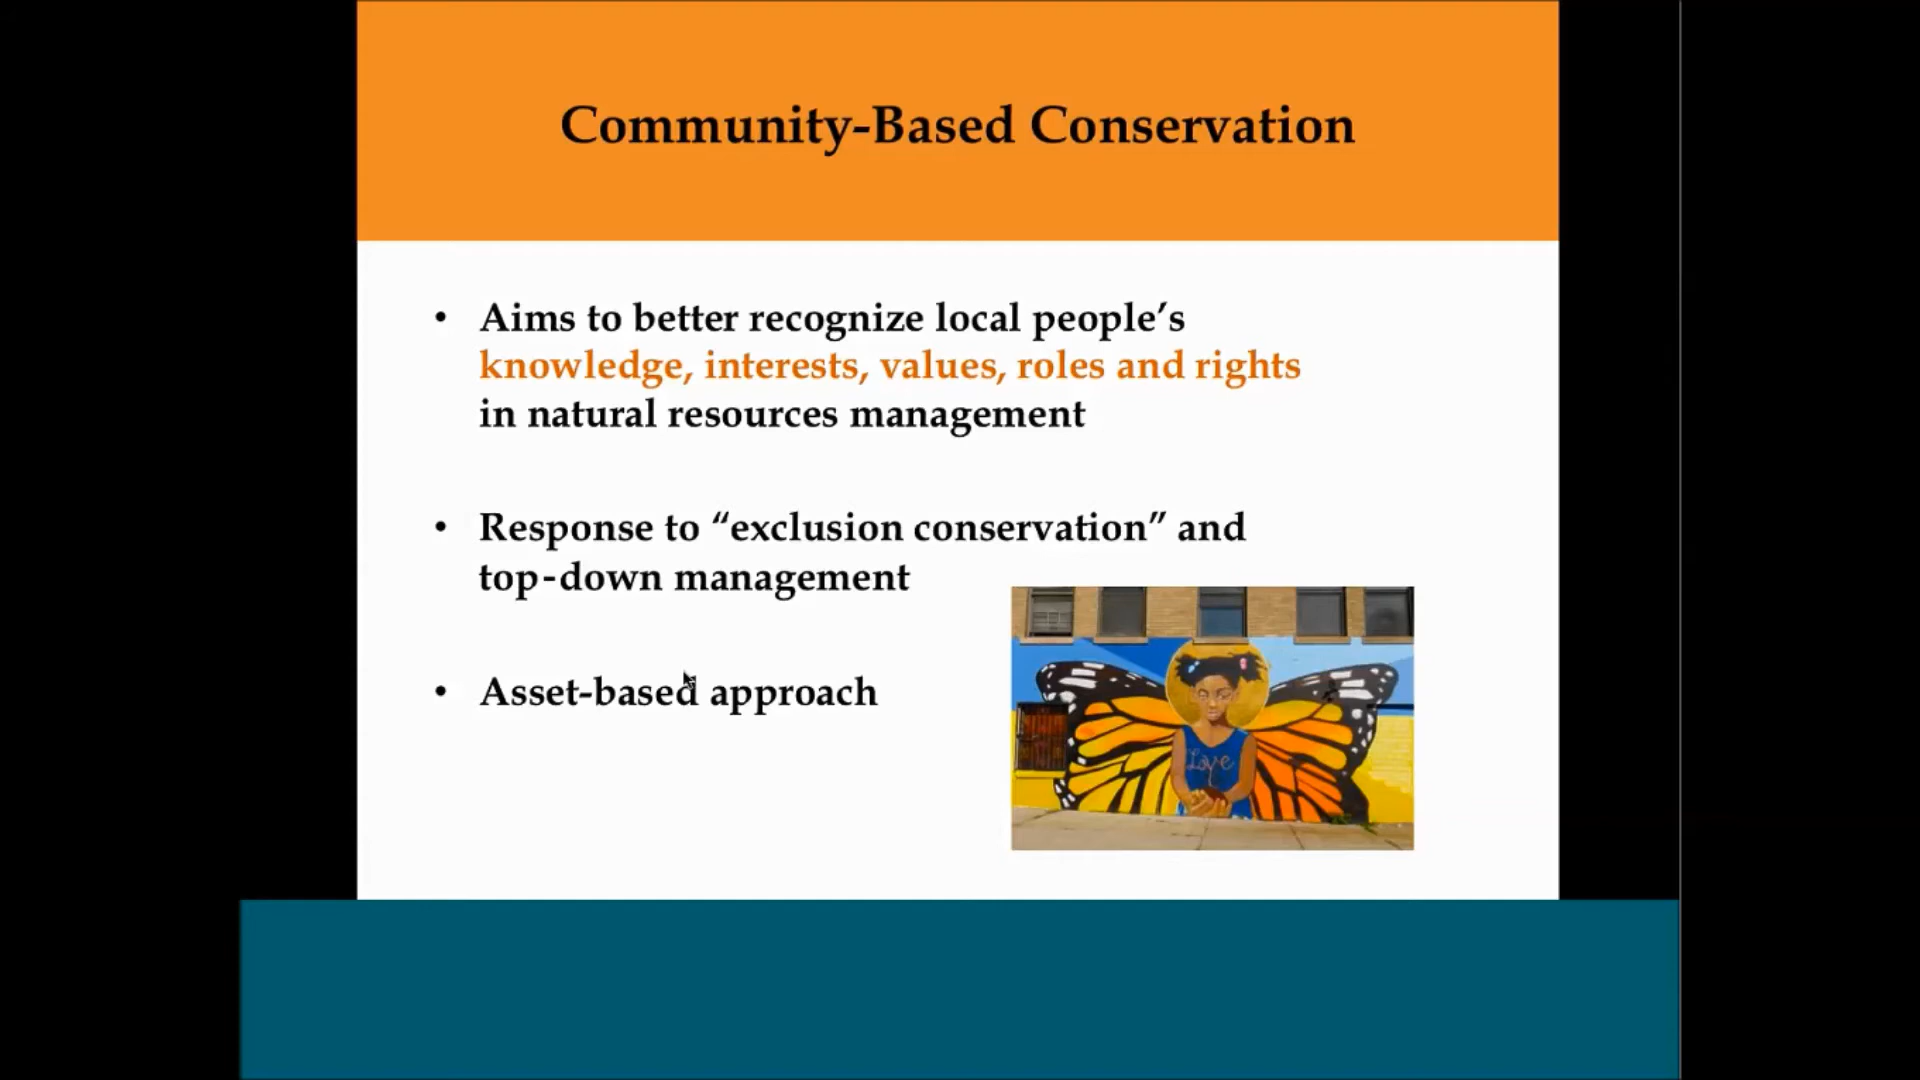 Community-Based Conservation
• Aims to better recognize local people’s
knowledge, interests, values, roles and rights
in natural resources management
• Response to “exclusion conservation” and
top-down management
• Asset-based approach
Love